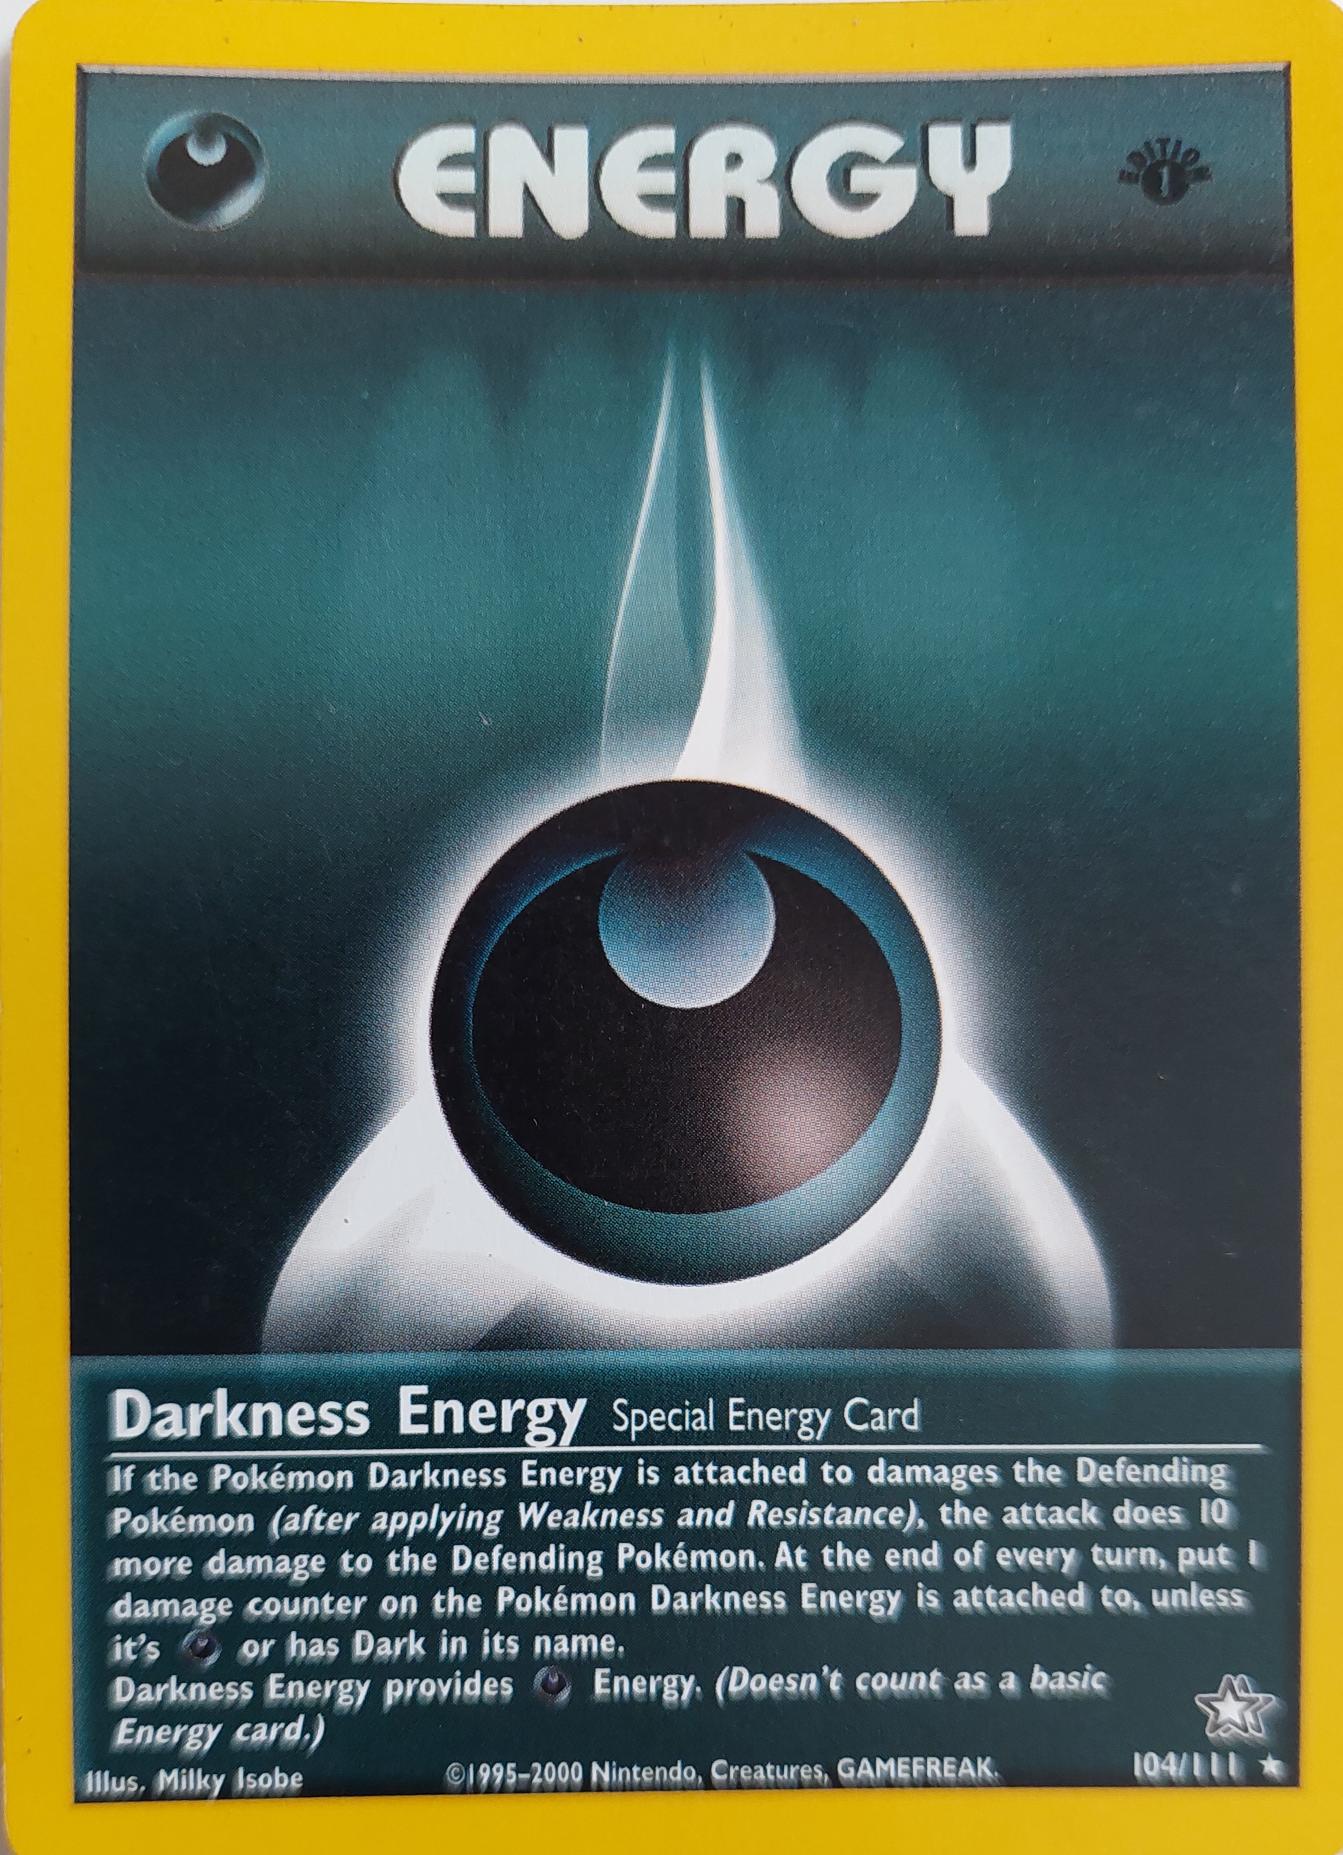 ENERGY
EDITION
1
Darkness Energy Special Energy Card
If the Pokémon Darkness Energy is attached to damages the Defending
Pokémon (after applying Weakness and Resistance), the attack does 10
more damage to the Defending Pokémon. At the end of every turn, put 1
damage counter on the Pokémon Darkness Energy is attached to, unless
it's or has Dark in its name.
Darkness Energy provides Energy. (Doesn't count as a basic
Energy card.)
Illus. Milky Isobe ©1995–2000 Nintendo, Creatures, GAMEFREAK. 104/111 ★